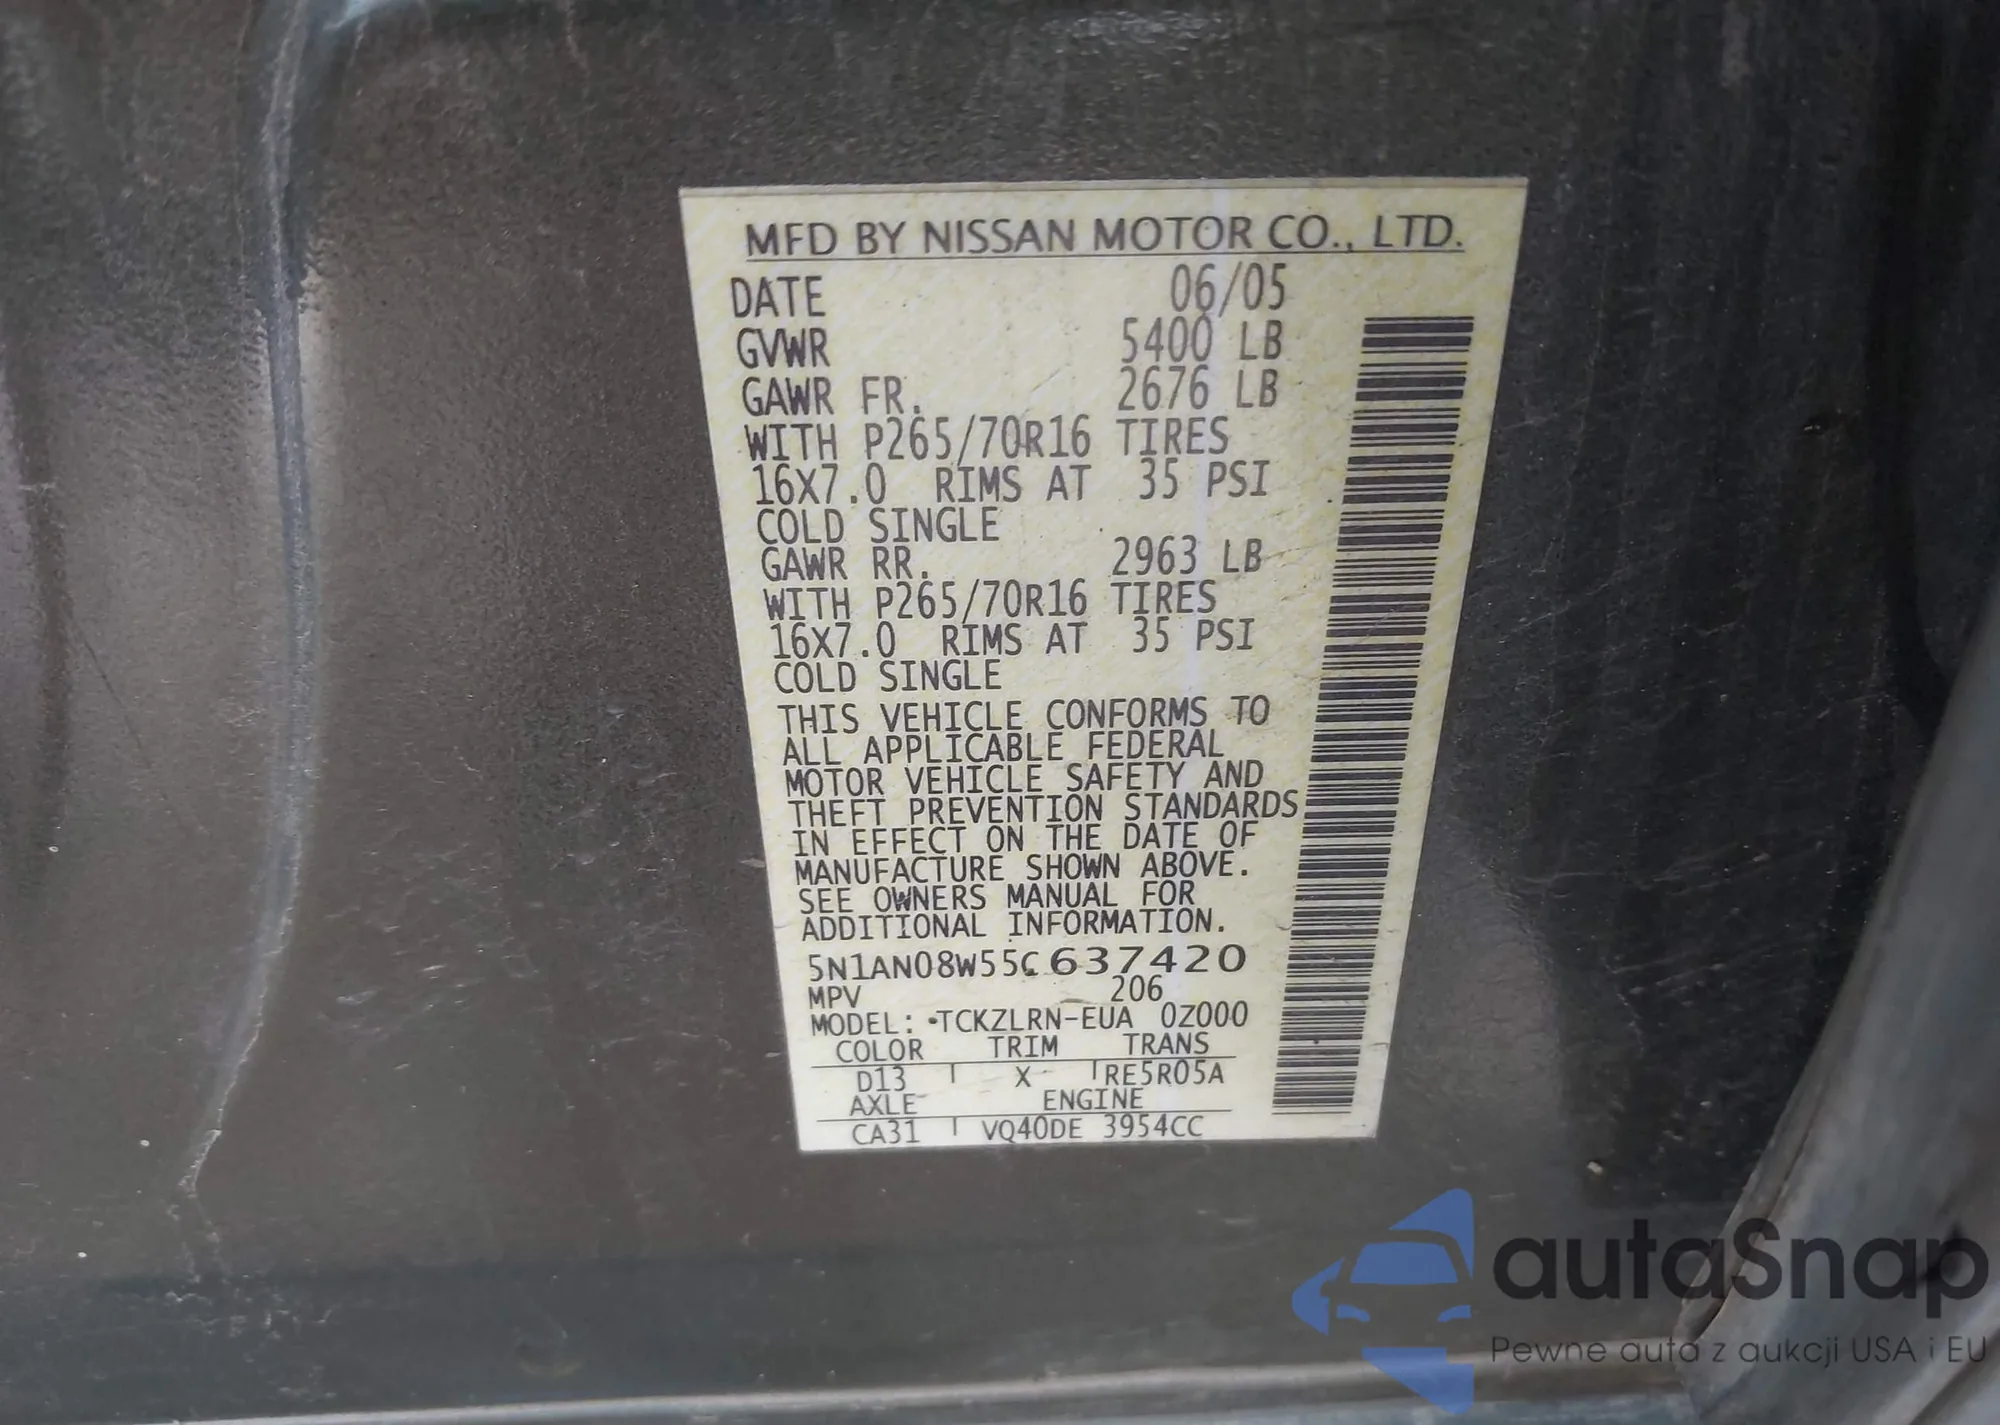 MFD BY NISSAN MOTOR CO., LTD.
DATE 06/05
GVWR 5400 LB
GAWR FR. 2676 LB
WITH P265/70R16 TIRES
16X7.0 RIMS AT 35 PSI
COLD SINGLE
GAWR RR. 2963 LB
WITH P265/70R16 TIRES
16X7.0 RIMS AT 35 PSI
COLD SINGLE
THIS VEHICLE CONFORMS TO
ALL APPLICABLE FEDERAL
MOTOR VEHICLE SAFETY AND
THEFT PREVENTION STANDARDS
IN EFFECT ON THE DATE OF
MANUFACTURE SHOWN ABOVE.
SEE OWNERS MANUAL FOR
ADDITIONAL INFORMATION.
5N1AN08W55C637420
MPV 206
MODEL: TCKZLRN-EUA 0Z000
COLOR TRIM TRANS
D13 X RE5R05A
AXLE ENGINE
CA31 VQ40DE 3954CC
autaSnap
Pewne auta z aukcji USA i EU